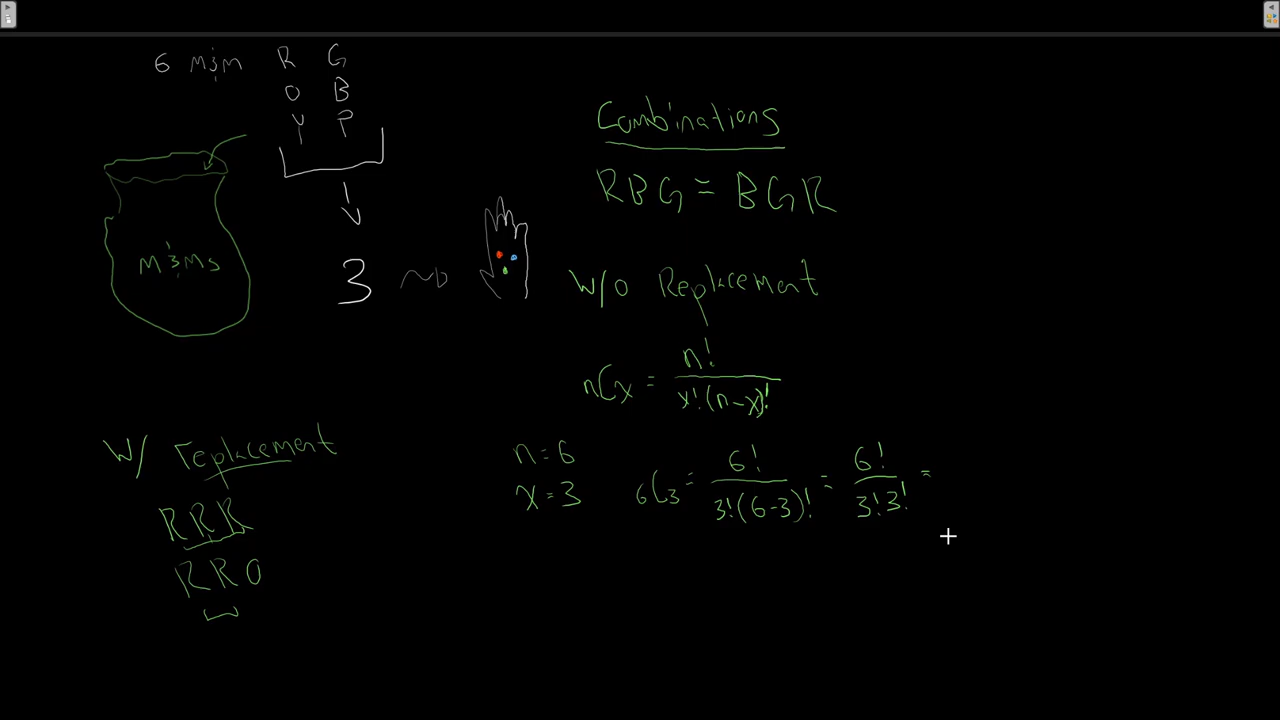 6 M&M R G
O B
Y P
M&Ms
3
Combinations
RBG = BGR
W/O Replacement
nCx = n! / x!(n-x)!
n=6
x=3
6C3 = 6! / 3!(6-3)! = 6! / 3!3! =
W/ replacement
RRR
RRO